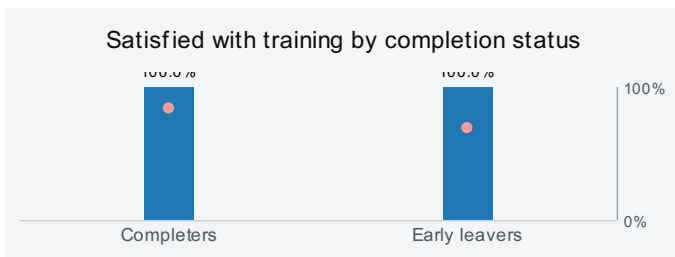 Satisfied with training by completion status
100.0% 100.0%
100%
0%
Completers Early leavers